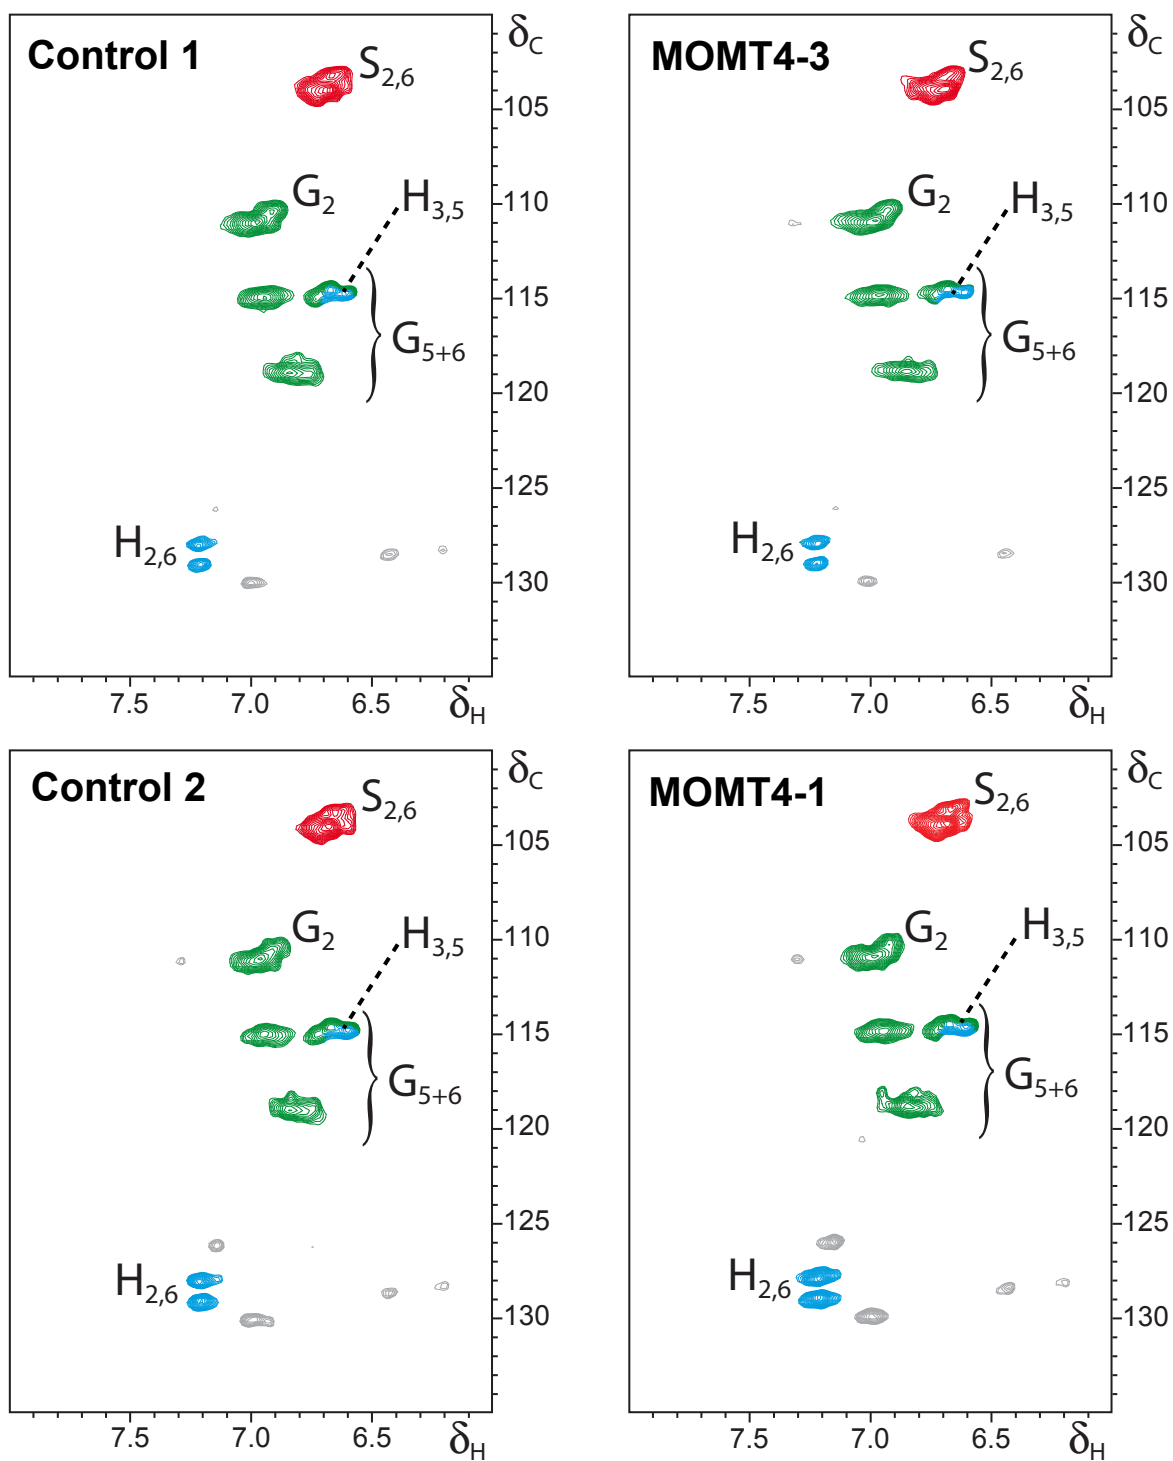 Control 1
δC
S2,6
105
G2
110
H3,5
115
G5+6
120
125
H2,6
130
7.5
7.0
6.5
δH
MOMT4-3
δC
S2,6
105
G2
110
H3,5
115
G5+6
120
125
H2,6
130
7.5
7.0
6.5
δH
Control 2
δC
S2,6
105
G2
110
H3,5
115
G5+6
120
125
H2,6
130
7.5
7.0
6.5
δH
MOMT4-1
δC
S2,6
105
G2
110
H3,5
115
G5+6
120
125
H2,6
130
7.5
7.0
6.5
δH